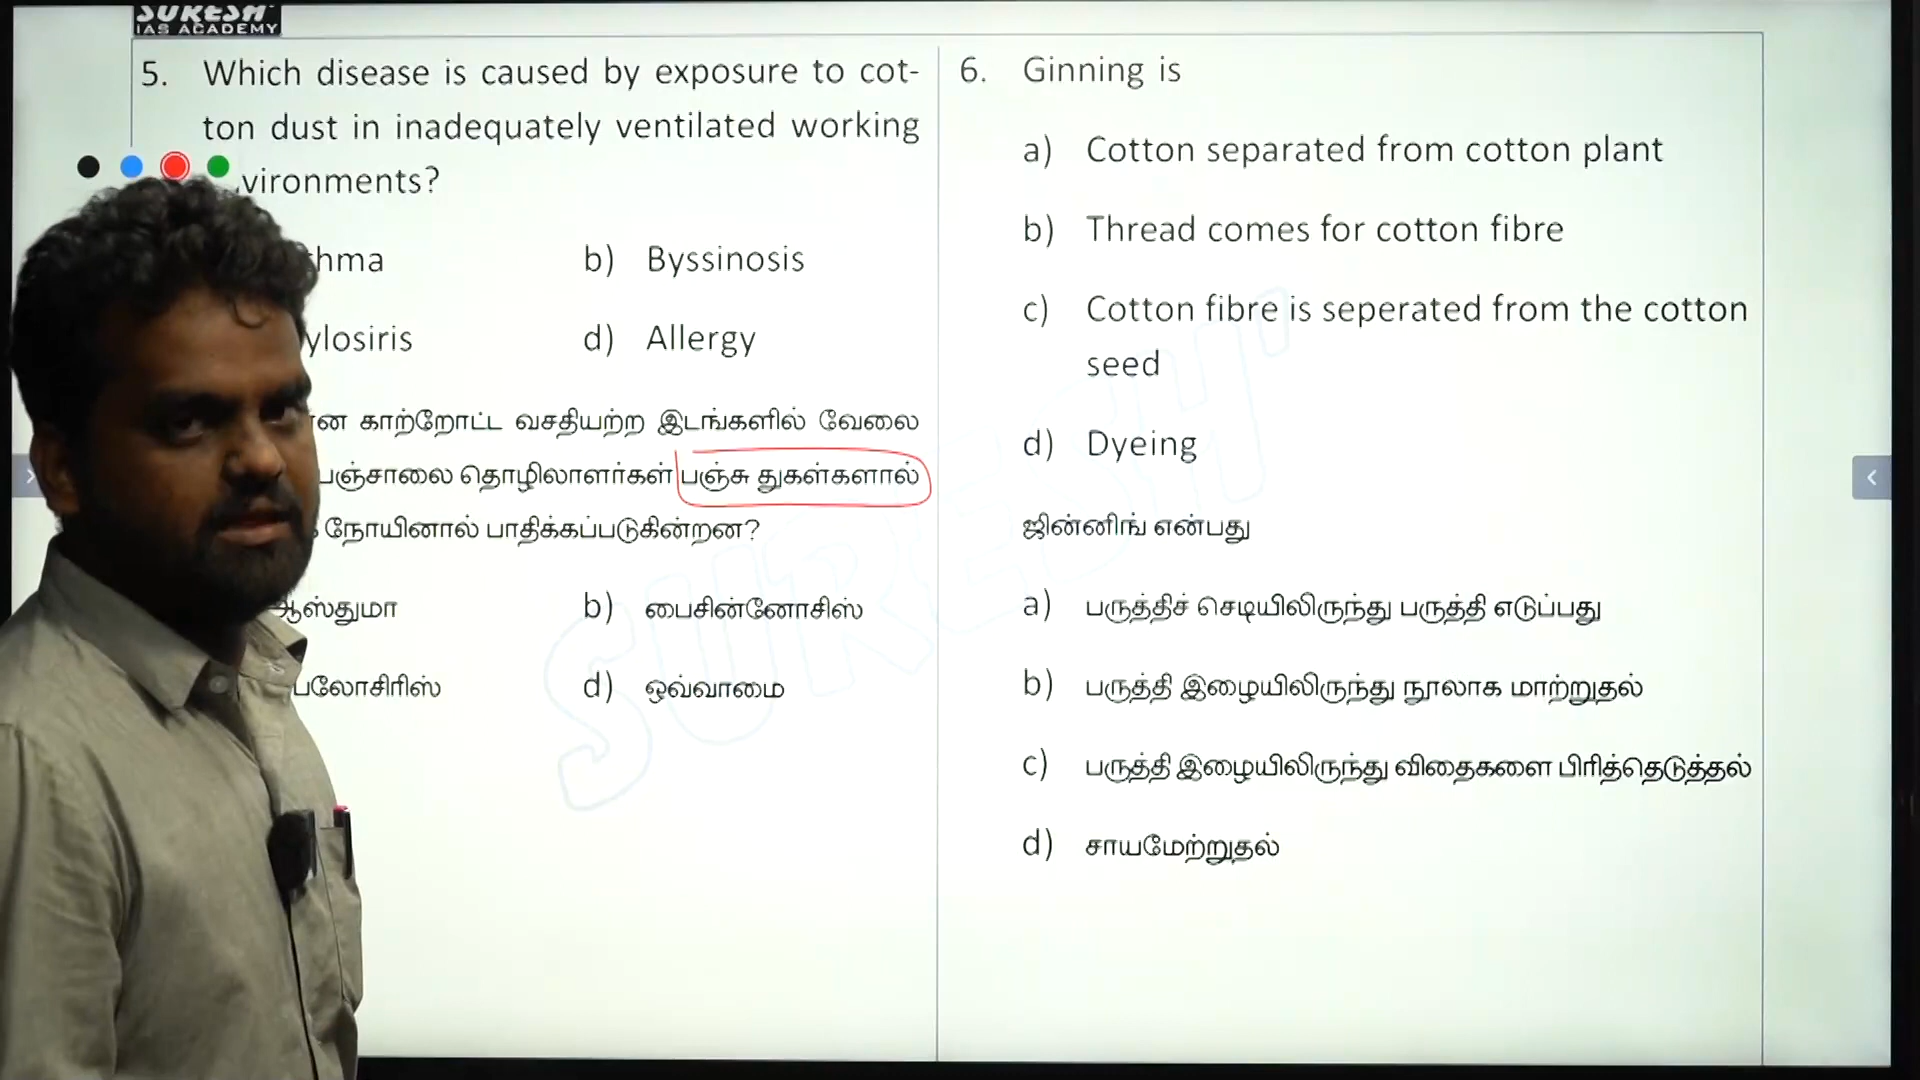 SURESH'
IAS ACADEMY
5. Which disease is caused by exposure to cot-
ton dust in inadequately ventilated working
vironments?
thma
b) Byssinosis
ylosiris
d) Allergy
காற்றோட்ட வசதியற்ற இடங்களில் வேலை
பஞ்சாலை தொழிலாளர்கள் பஞ்சு துகள்களால்
நோயினால் பாதிக்கப்படுகின்றன?
ஆஸ்துமா
b) பைசின்னோசிஸ்
பலோசிரிஸ்
d) ஒவ்வாமை
6. Ginning is
a) Cotton separated from cotton plant
b) Thread comes for cotton fibre
c) Cotton fibre is seperated from the cotton
seed
d) Dyeing
ஜின்னிங் என்பது
a) பருத்திச் செடியிலிருந்து பருத்தி எடுப்பது
b) பருத்தி இழையிலிருந்து நூலாக மாற்றுதல்
c) பருத்தி இழையிலிருந்து விதைகளை பிரித்தெடுத்தல்
d) சாயமேற்றுதல்
SURESH'